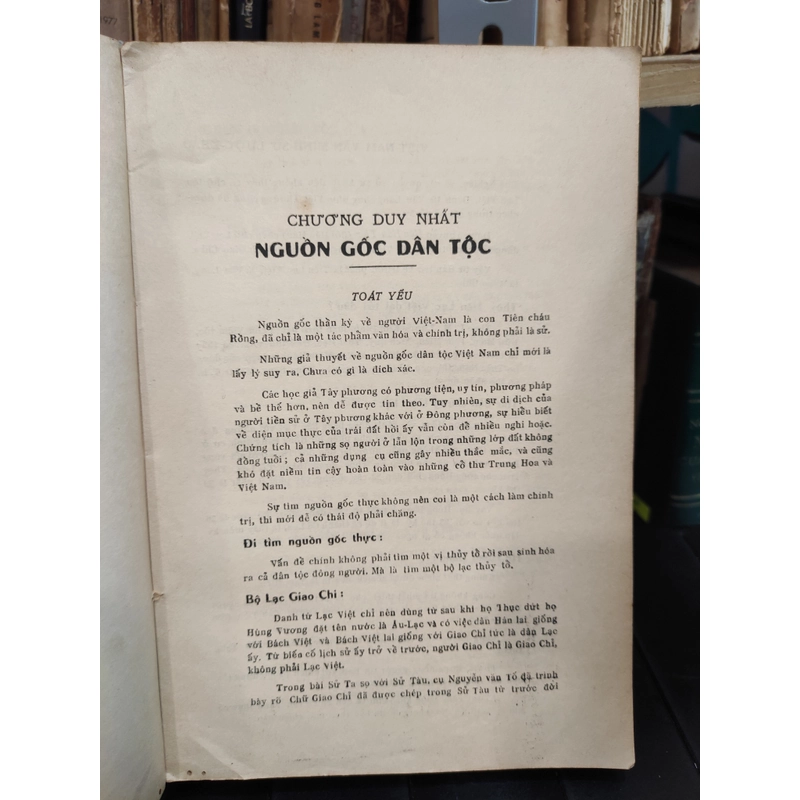 CHƯƠNG DUY NHẤT
NGUỒN GỐC DÂN TỘC
TOÁT YẾU
Nguồn gốc thần kỳ về người Việt-Nam là con Tiên cháu
Rồng, đã chỉ là một tác phẩm văn hóa và chính trị, không phải là sử.
Những giả thuyết về nguồn gốc dân tộc Việt Nam chỉ mới là
lấy lý suy ra. Chưa có gì là đích xác.
Các học giả Tây phương có phương tiện, uy tín, phương pháp
và bề thế hơn, nên dễ được tin theo. Tuy nhiên, sự di dịch của
người tiền sử ở Tây phương khác với ở Đông phương, sự hiểu biết
về diện mục thực của trái đất hồi ấy vẫn còn để nhiều nghi hoặc.
Chứng tích là những sọ người ở lẫn lộn trong những lớp đất không
đồng tuổi ; cả những dụng cụ cũng gây nhiều thắc mắc, và cũng
khó đặt niềm tin cậy hoàn toàn vào những cổ thư Trung Hoa và
Việt Nam.
Sự tìm nguồn gốc thực không nên coi là một cách làm chính
trị, thì mới dễ có thái độ phải chăng.
Đi tìm nguồn gốc thực :
Vấn đề chính không phải tìm một vị thủy tổ rồi sau sinh hóa
ra cả dân tộc đông người. Mà là tìm một bộ lạc thủy tổ.
Bộ Lạc Giao Chỉ :
Danh từ Lạc Việt chỉ nên dùng từ sau khi họ Thục dứt họ
Hùng Vương đặt tên nước là Âu-Lạc và có việc dân Hán lai giống
với Bách Việt và Bách Việt lai giống với Giao Chỉ tức là dân Lạc
ấy. Từ biến cố lịch sử ấy trở về trước, người Giao Chỉ là Giao Chỉ,
không phải Lạc Việt.
Trong bài Sử Ta so với Sử Tàu, cụ Nguyễn văn Tố đã trình
bày rõ Chữ Giao Chỉ đã được chép trong Sử Tàu từ trước đời